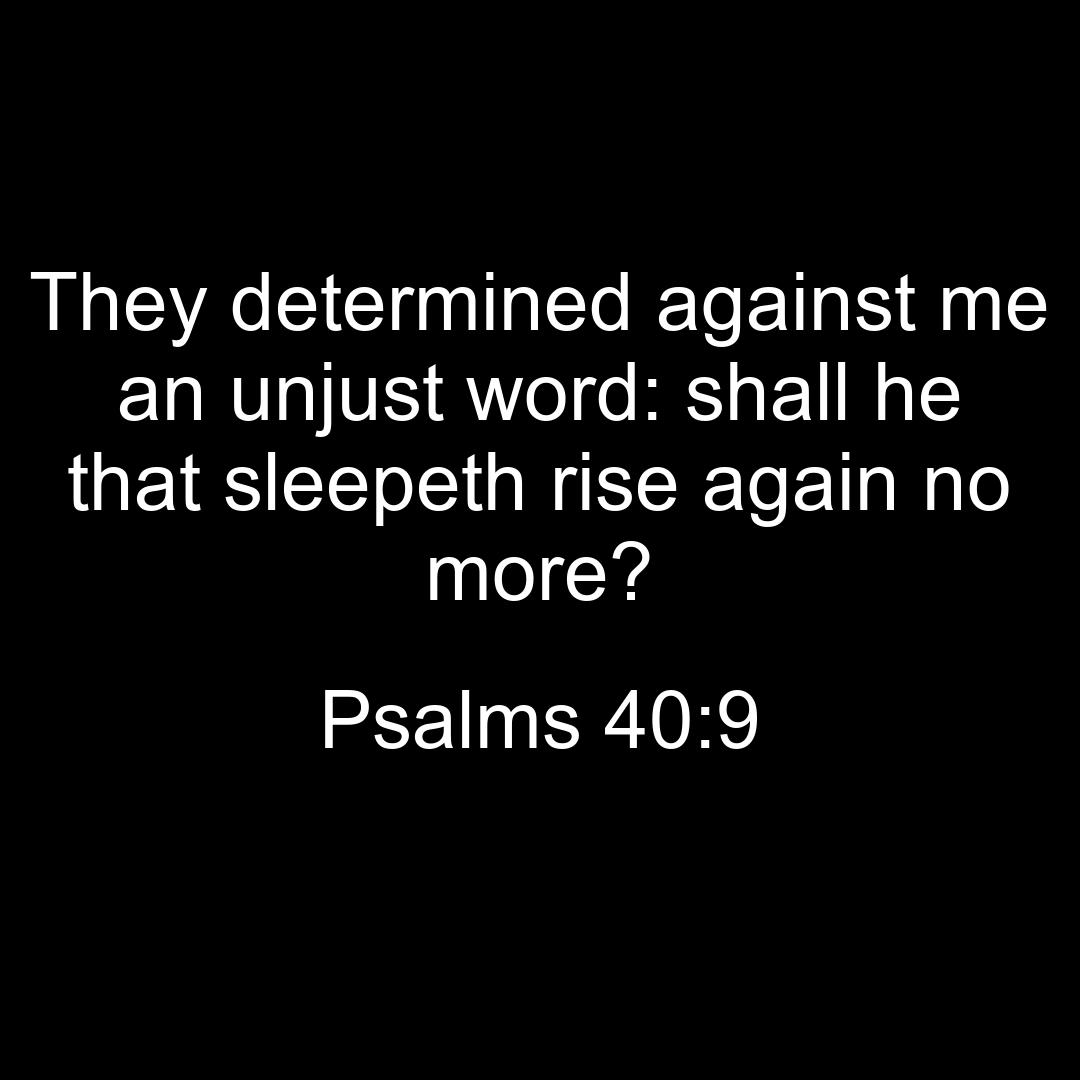 They determined against me
an unjust word: shall he
that sleepeth rise again no
more?
Psalms 40:9